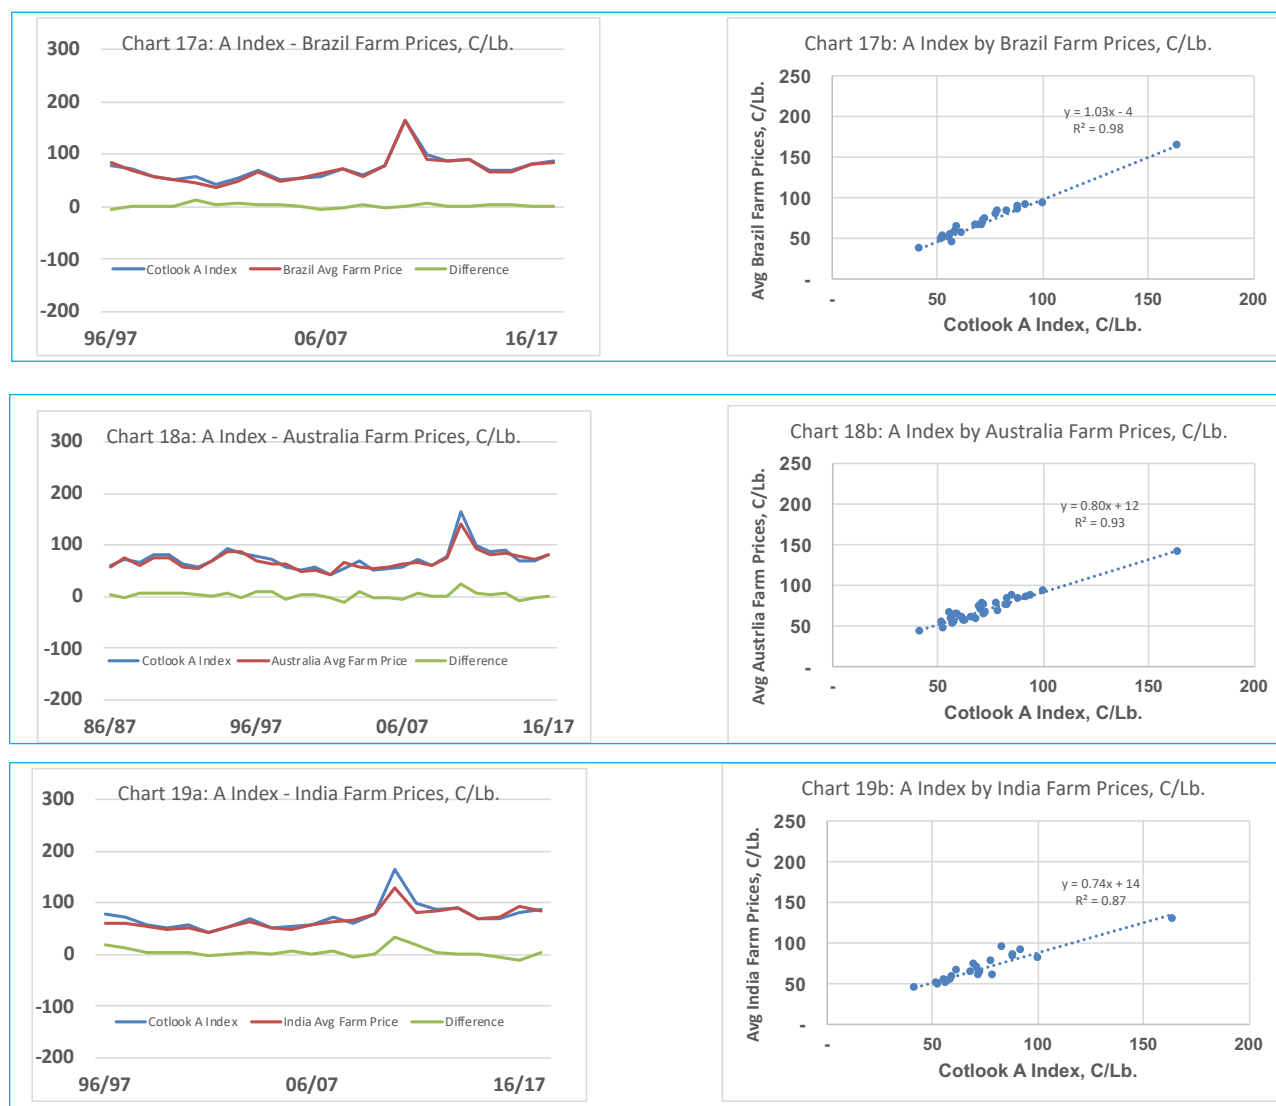 Chart 17a: A Index - Brazil Farm Prices, C/Lb.
300
200
100
0
-100
-200
Cotlook A Index Brazil Avg Farm Price Difference
96/97 06/07 16/17
Chart 17b: A Index by Brazil Farm Prices, C/Lb.
Avg Brazil Farm Prices, C/Lb.
250
200
150
100
50
-
y = 1.03x - 4
R² = 0.98
- 50 100 150 200
Cotlook A Index, C/Lb.
Chart 18a: A Index - Australia Farm Prices, C/Lb.
300
200
100
0
-100
-200
Cotlook A Index Australia Avg Farm Price Difference
86/87 96/97 06/07 16/17
Chart 18b: A Index by Australia Farm Prices, C/Lb.
Avg Austrlia Farm Prices, C/Lb.
250
200
150
100
50
-
y = 0.80x + 12
R² = 0.93
- 50 100 150 200
Cotlook A Index, C/Lb.
Chart 19a: A Index - India Farm Prices, C/Lb.
300
200
100
0
-100
-200
Cotlook A Index India Avg Farm Price Difference
96/97 06/07 16/17
Chart 19b: A Index by India Farm Prices, C/Lb.
Avg India Farm Prices, C/Lb.
250
200
150
100
50
-
y = 0.74x + 14
R² = 0.87
- 50 100 150 200
Cotlook A Index, C/Lb.